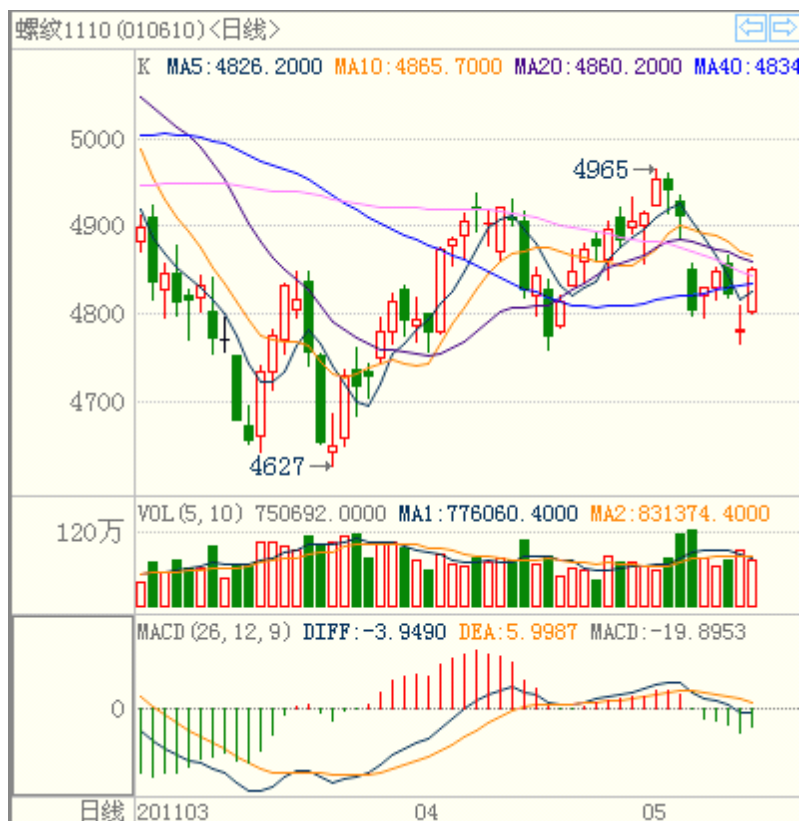 螺纹1110(010610)<日线>
K MA5:4826.2000 MA10:4865.7000 MA20:4860.2000 MA40:4834
5000
4965
4900
4800
4700
4627
VOL(5,10) 750692.0000 MA1:776060.4000 MA2:831374.4000
120万
MACD(26,12,9) DIFF:-3.9490 DEA:5.9987 MACD:-19.8953
0
日线 201103 04 05